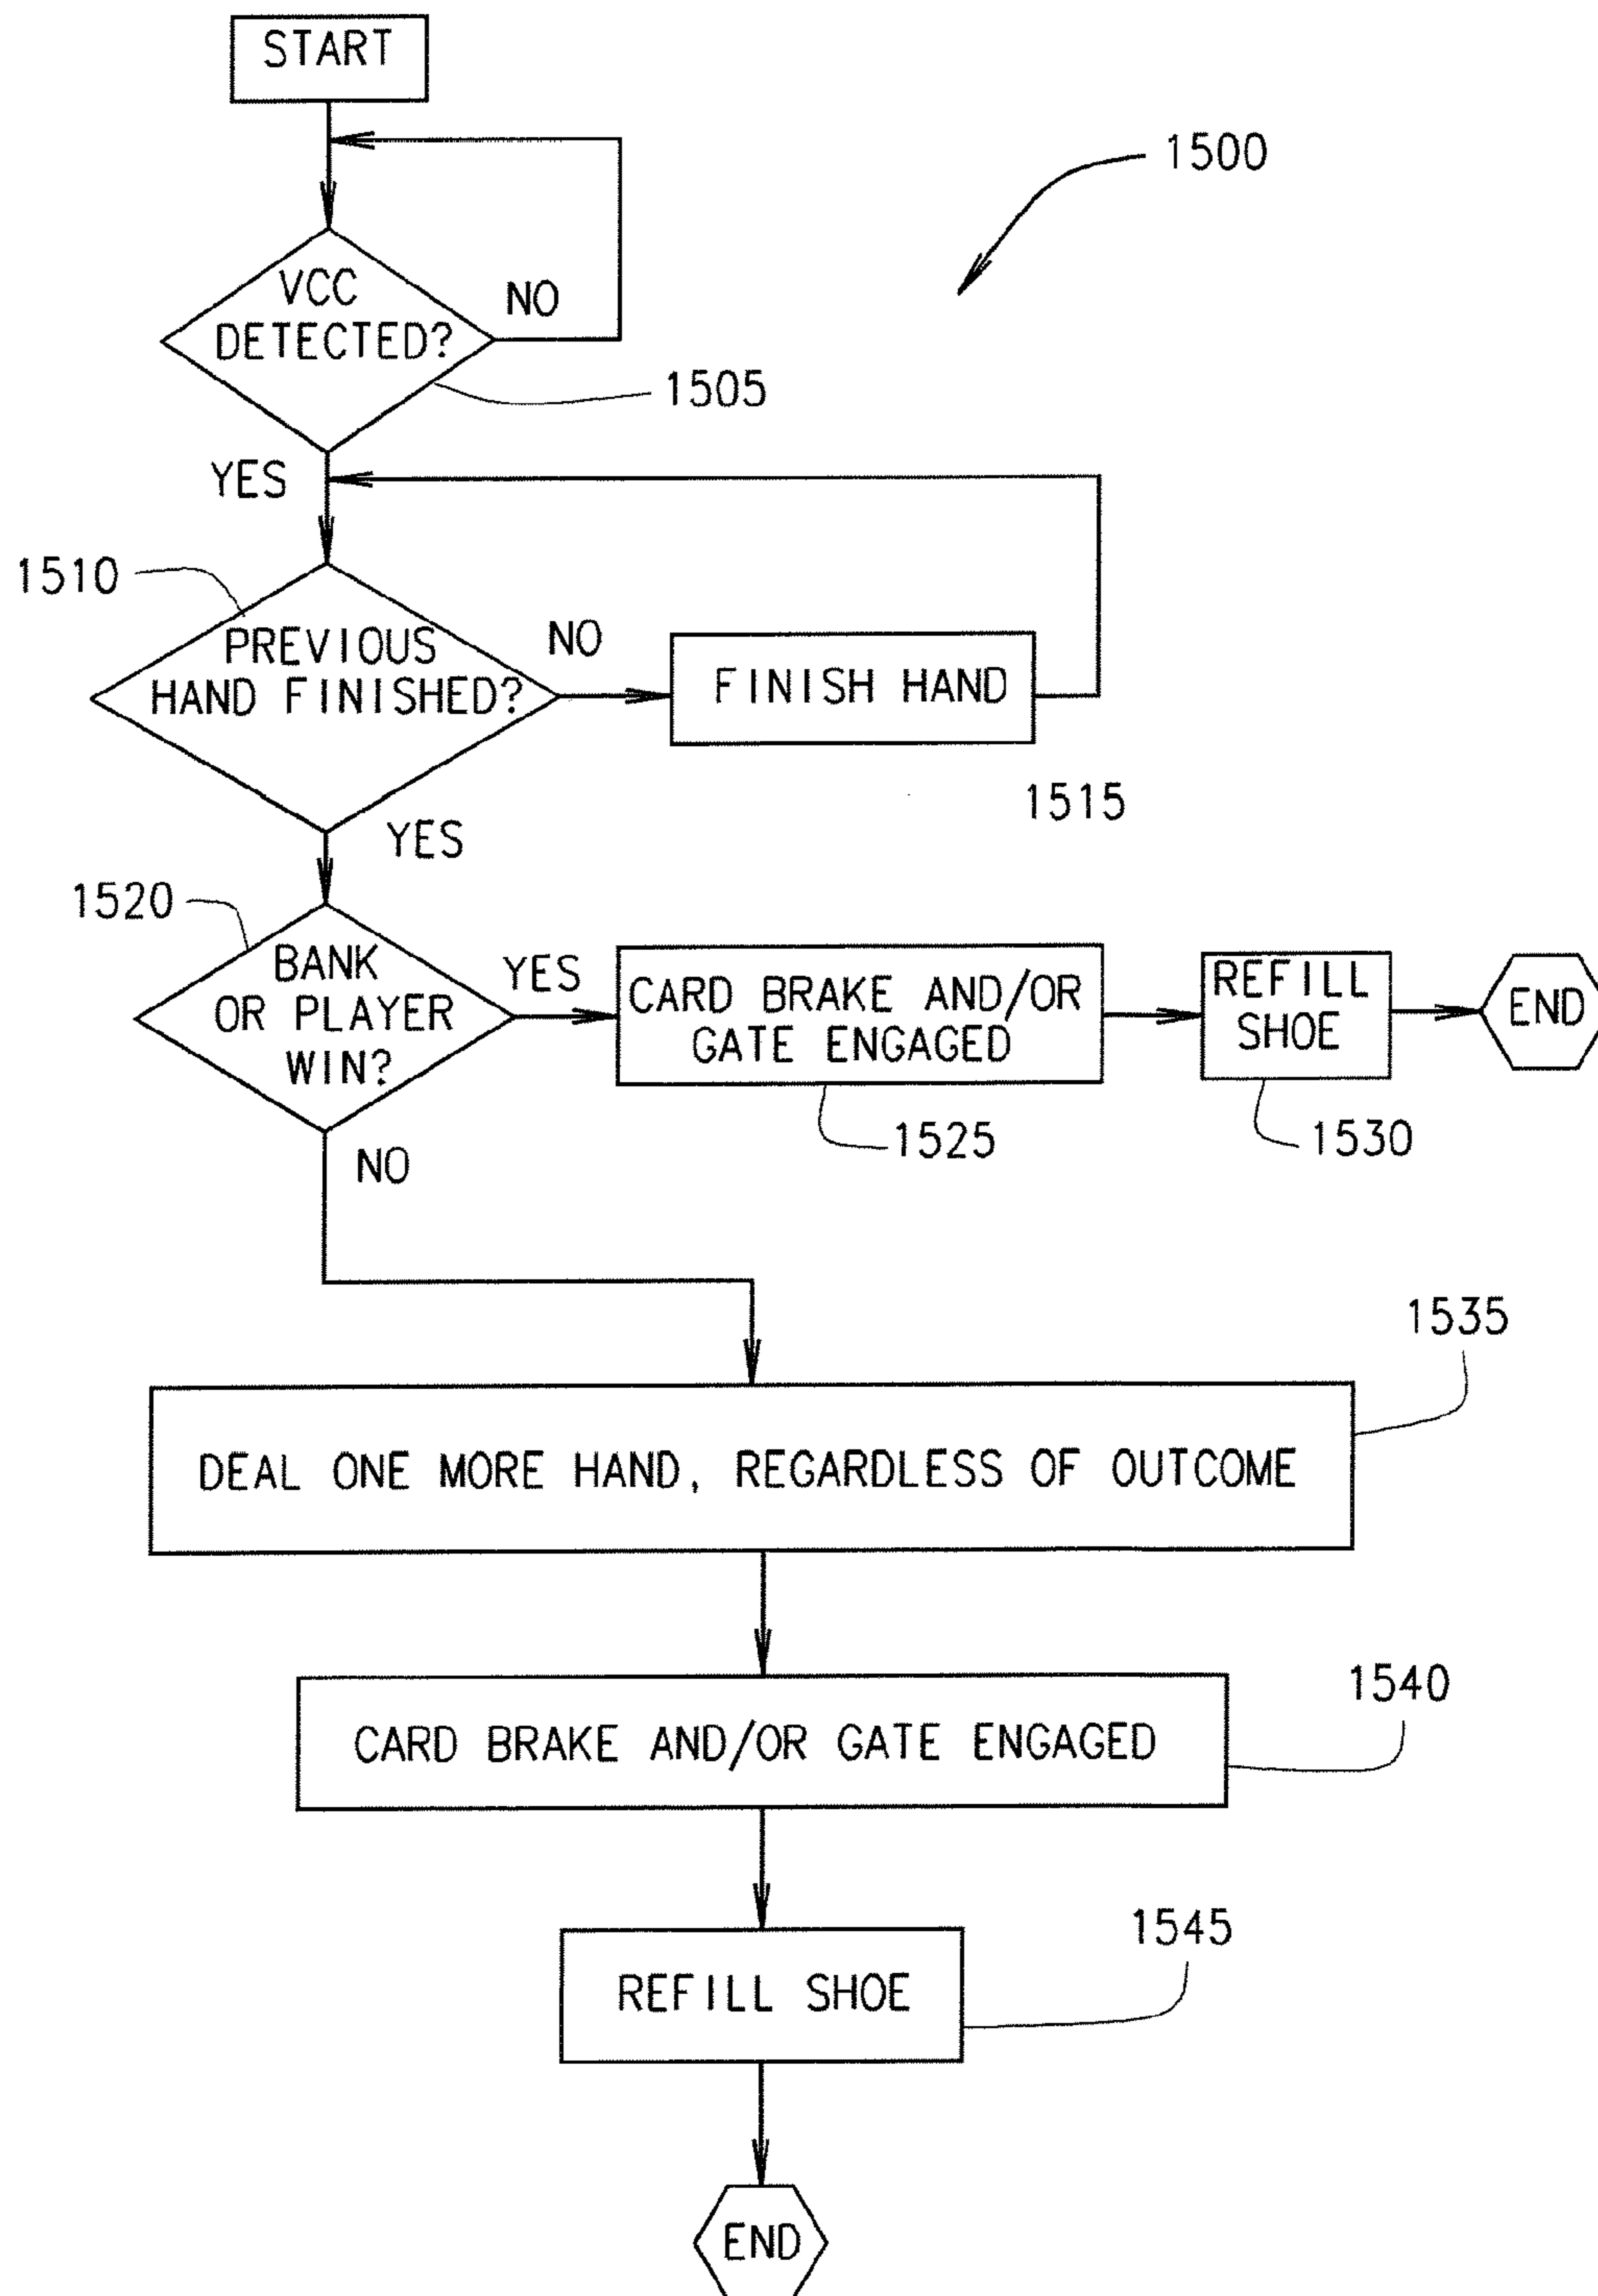 START
1500
VCC
DETECTED?
NO
1505
YES
1510
PREVIOUS
HAND FINISHED?
NO
FINISH HAND
1515
YES
1520
BANK
OR PLAYER
WIN?
YES
CARD BRAKE AND/OR
GATE ENGAGED
1525
REFILL
SHOE
1530
END
NO
1535
DEAL ONE MORE HAND, REGARDLESS OF OUTCOME
1540
CARD BRAKE AND/OR GATE ENGAGED
1545
REFILL SHOE
END